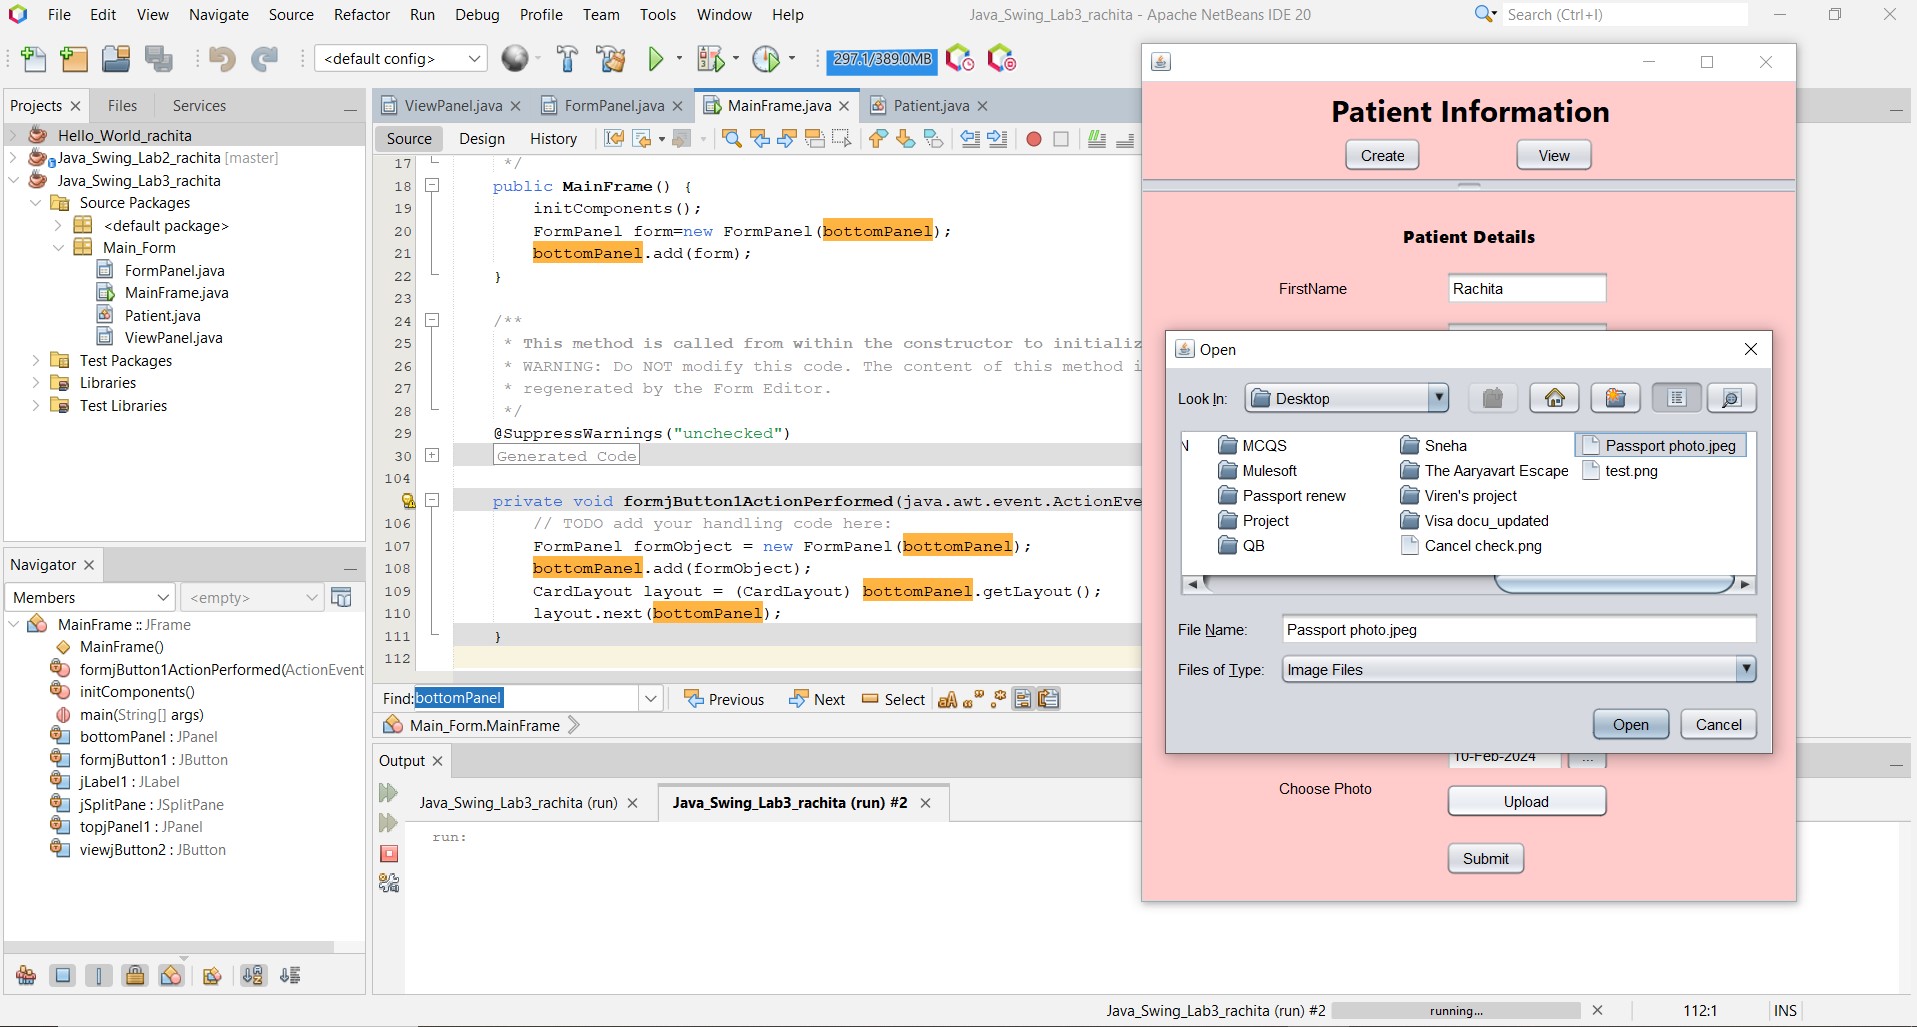 File Edit View Navigate Source Refactor Run Debug Profile Team Tools Window Help
Java_Swing_Lab3_rachita - Apache NetBeans IDE 20
Search (Ctrl+I)
<default config>
297.1/389.0MB
Projects
Files
Services
Hello_World_rachita
Java_Swing_Lab2_rachita [master]
Java_Swing_Lab3_rachita
Source Packages
<default package>
Main_Form
FormPanel.java
MainFrame.java
Patient.java
ViewPanel.java
Test Packages
Libraries
Test Libraries
Navigator
Members
<empty>
MainFrame :: JFrame
MainFrame()
formjButton1ActionPerformed(ActionEvent
initComponents()
main(String[] args)
bottomPanel : JPanel
formjButton1 : JButton
jLabel1 : JLabel
jSplitPane : JSplitPane
topjPanel1 : JPanel
viewjButton2 : JButton
ViewPanel.java
FormPanel.java
MainFrame.java
Patient.java
Source Design History
17 */
18 public MainFrame() {
19 initComponents();
20 FormPanel form=new FormPanel(bottomPanel);
21 bottomPanel.add(form);
22 }
23
24 /**
25 * This method is called from within the constructor to initializ
26 * WARNING: Do NOT modify this code. The content of this method i
27 * regenerated by the Form Editor.
28 */
29 @SuppressWarnings("unchecked")
30 Generated Code
104
private void formjButton1ActionPerformed(java.awt.event.ActionEve
106 // TODO add your handling code here:
107 FormPanel formObject = new FormPanel(bottomPanel);
108 bottomPanel.add(formObject);
109 CardLayout layout = (CardLayout) bottomPanel.getLayout();
110 layout.next(bottomPanel);
111 }
112
Find: bottomPanel
Previous Next Select
Main_Form.MainFrame
Output
Java_Swing_Lab3_rachita (run)
Java_Swing_Lab3_rachita (run) #2
run:
Patient Information
Create View
Patient Details
FirstName Rachita
Open
Look In: Desktop
MCQS
Mulesoft
Passport renew
Project
QB
Sneha
The Aaryavart Escape
Viren's project
Visa docu_updated
Cancel check.png
Passport photo.jpeg
test.png
File Name: Passport photo.jpeg
Files of Type: Image Files
Open Cancel
10-Feb-2024 ...
Choose Photo
Upload
Submit
Java_Swing_Lab3_rachita (run) #2
running...
112:1 INS